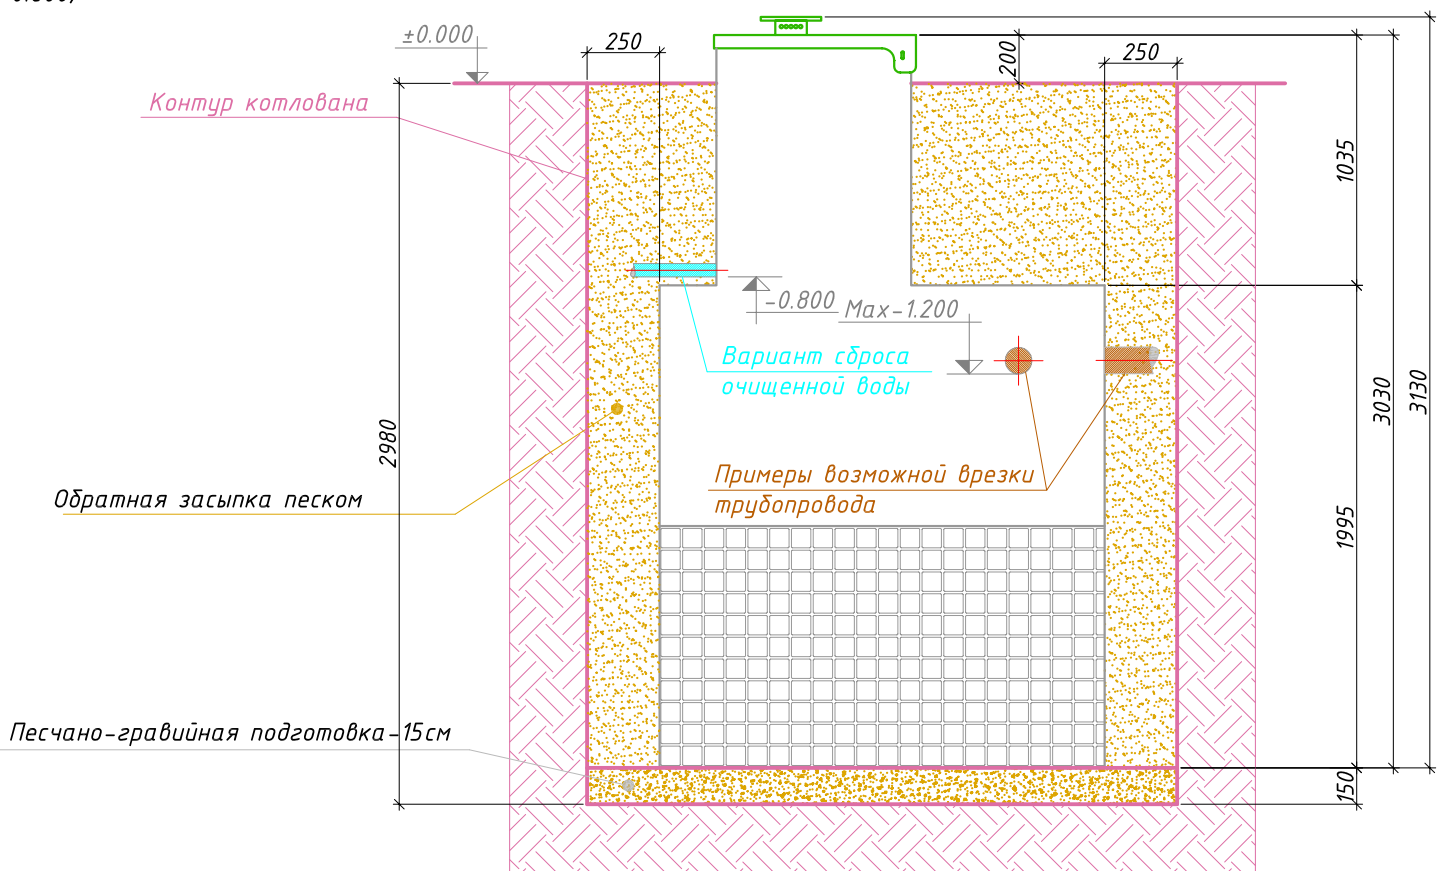 ±0.000
250
200
250
Контур котлована
1035
-0.800
Max-1.200
Вариант сброса
очищенной воды
2980
3030
3130
Примеры возможной врезки
трубопровода
Обратная засыпка песком
1995
Песчано-гравийная подготовка-15см
150